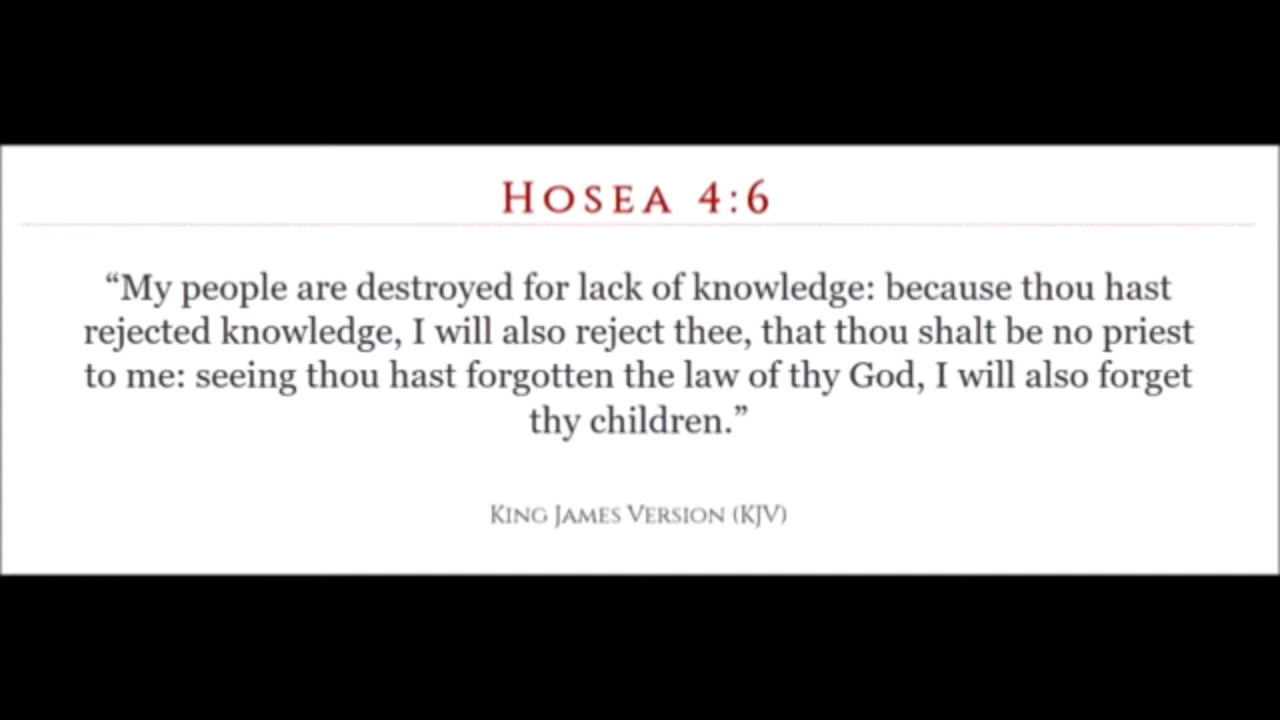 Hosea 4:6
“My people are destroyed for lack of knowledge: because thou hast
rejected knowledge, I will also reject thee, that thou shalt be no priest
to me: seeing thou hast forgotten the law of thy God, I will also forget
thy children.”
King James Version (KJV)